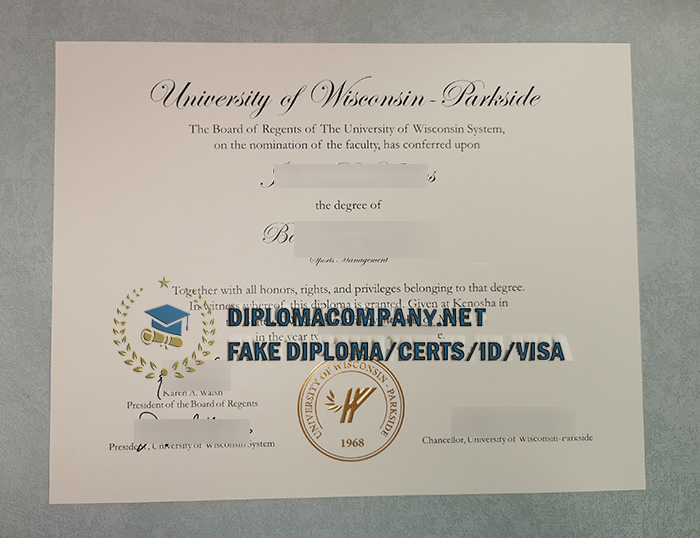 University of Wisconsin-Parkside
The Board of Regents of The University of Wisconsin System,
on the nomination of the faculty, has conferred upon
the degree of
Sports Management
Together with all honors, rights, and privileges belonging to that degree.
In witness whereof, this diploma is granted. Given at Kenosha in
DIPLOMACOMPANY.NET
in the year
FAKE DIPLOMA/CERTS/ID/VISA
Karen A. Walsh
President of the Board of Regents
President, University of Wisconsin System
UNIVERSITY OF WISCONSIN - PARKSIDE
1968
Chancellor, University of Wisconsin-Parkside